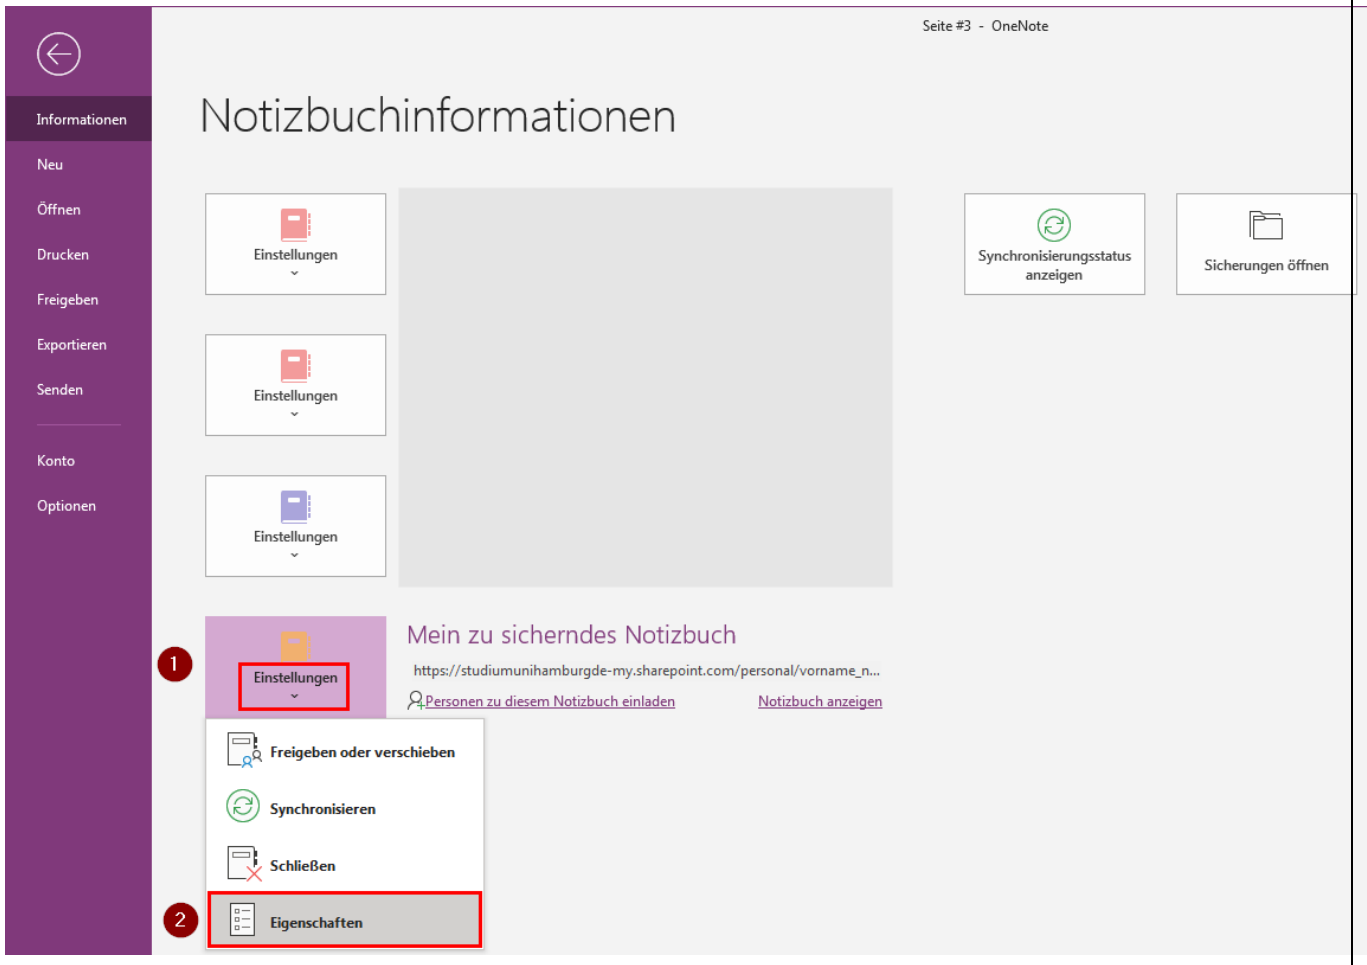 Seite #3 - OneNote
Informationen
Neu
Öffnen
Drucken
Freigeben
Exportieren
Senden
Konto
Optionen
Notizbuchinformationen
Einstellungen
Einstellungen
Einstellungen
Synchronisierungsstatus
anzeigen
Sicherungen öffnen
1
Einstellungen
Mein zu sicherndes Notizbuch
https://studiumunihamburgde-my.sharepoint.com/personal/vorname_n...
Personen zu diesem Notizbuch einladen
Notizbuch anzeigen
Freigeben oder verschieben
Synchronisieren
Schließen
2
Eigenschaften